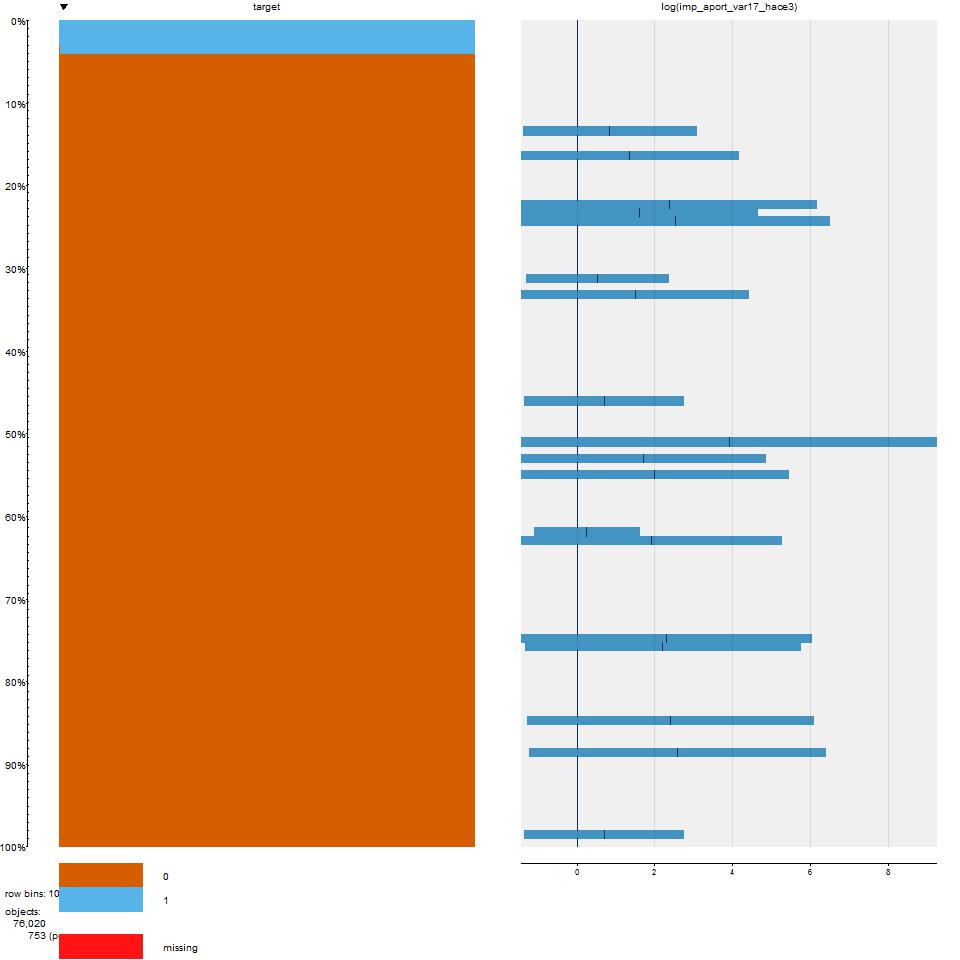 target
log(imp_aport_var17_hace3)
0%
10%
20%
30%
40%
50%
60%
70%
80%
90%
100%
0 2 4 6 8
0
row bins: 10
1
objects:
76,020
753 (p
missing